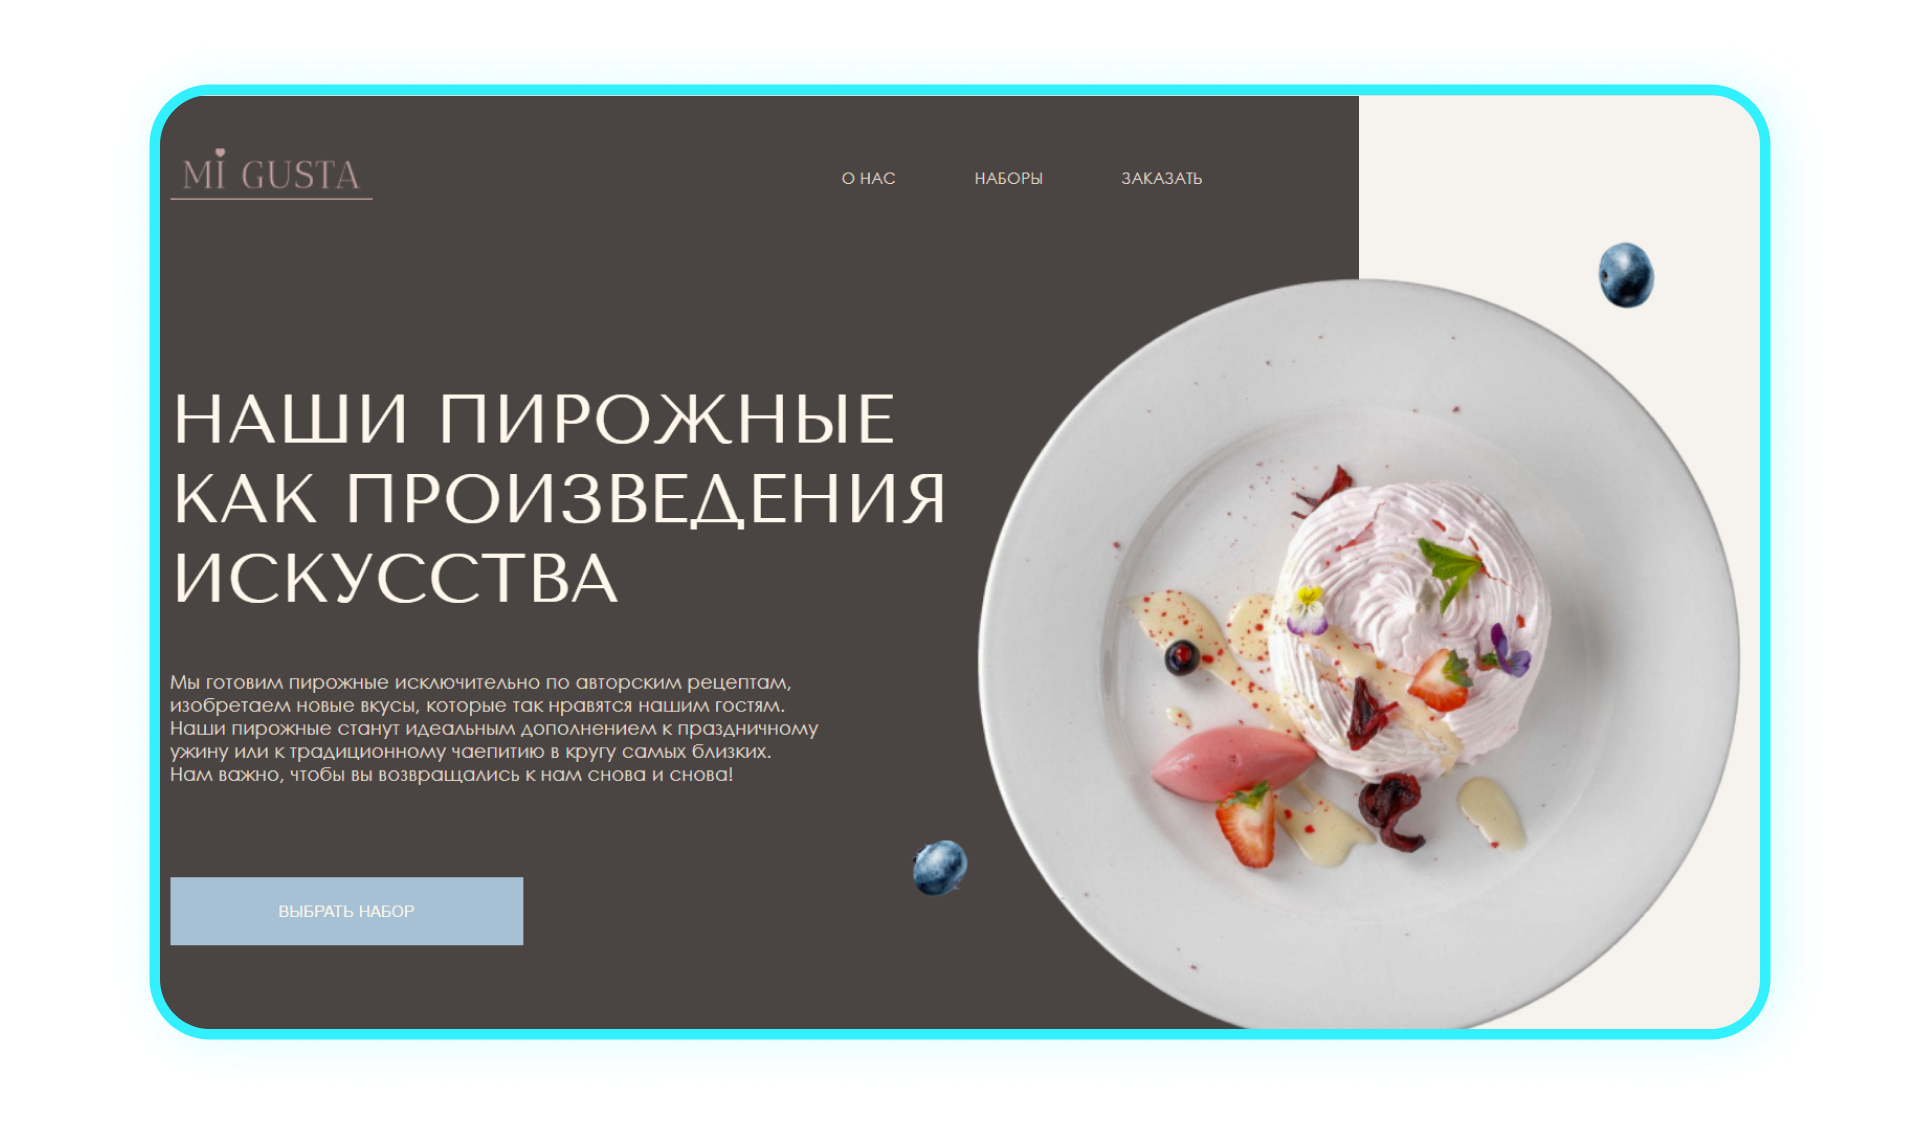 MI GUSTA
О НАС
НАБОРЫ
ЗАКАЗАТЬ
НАШИ ПИРОЖНЫЕ
КАК ПРОИЗВЕДЕНИЯ
ИСКУССТВА
Мы готовим пирожные исключительно по авторским рецептам,
изобретаем новые вкусы, которые так нравятся нашим гостям.
Наши пирожные станут идеальным дополнением к праздничному
ужину или к традиционному чаепитию в кругу самых близких.
Нам важно, чтобы вы возвращались к нам снова и снова!
ВЫБРАТЬ НАБОР